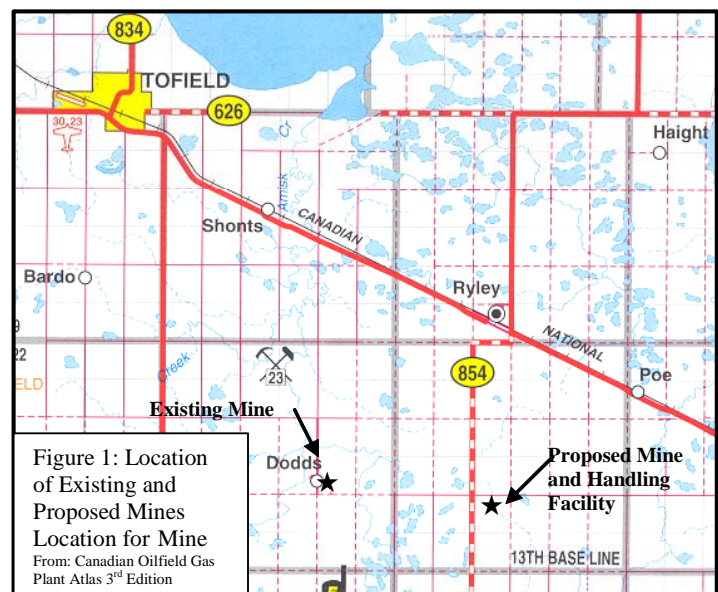 834
TOFIELD
626
30.23
Cr
Haight
Amisk
Shonts
CANADIAN
Bardo
Ryley
NATIONAL
9
22
23
ELD
Creek
854
Poe
Existing Mine
Dodds
Proposed Mine
and Handling
Facility
Figure 1: Location
of Existing and
Proposed Mines
Location for Mine
From: Canadian Oilfield Gas
Plant Atlas 3rd Edition
13TH BASE LINE